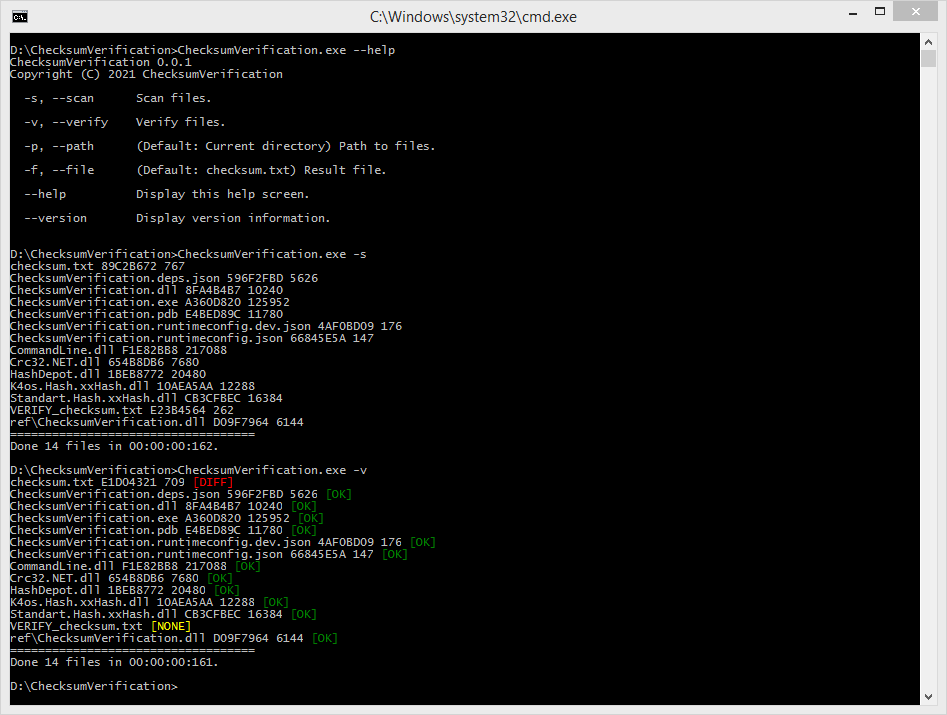 C:\Windows\system32\cmd.exe
D:\ChecksumVerification>ChecksumVerification.exe --help
ChecksumVerification 0.0.1
Copyright (C) 2021 ChecksumVerification
-s, --scan Scan files.
-v, --verify Verify files.
-p, --path (Default: Current directory) Path to files.
-f, --file (Default: checksum.txt) Result file.
--help Display this help screen.
--version Display version information.
D:\ChecksumVerification>ChecksumVerification.exe -s
checksum.txt 89C2B672 767
ChecksumVerification.deps.json 596F2FBD 5626
ChecksumVerification.dll 8FA4B4B7 10240
ChecksumVerification.exe A360D820 125952
ChecksumVerification.pdb E4BED89C 11780
ChecksumVerification.runtimeconfig.dev.json 4AF0BD09 176
ChecksumVerification.runtimeconfig.json 66845E5A 147
CommandLine.dll F1E82BB8 217088
Crc32.NET.dll 654B8DB6 7680
HashDepot.dll 1BEB8772 20480
K4os.Hash.xxHash.dll 10AEA5AA 12288
Standart.Hash.xxHash.dll CB3CFBEC 16384
VERIFY_checksum.txt E23B4564 262
ref\ChecksumVerification.dll D09F7964 6144
===================================
Done 14 files in 00:00:00:162.
D:\ChecksumVerification>ChecksumVerification.exe -v
checksum.txt E1D04321 709 [DIFF]
ChecksumVerification.deps.json 596F2FBD 5626 [OK]
ChecksumVerification.dll 8FA4B4B7 10240 [OK]
ChecksumVerification.exe A360D820 125952 [OK]
ChecksumVerification.pdb E4BED89C 11780 [OK]
ChecksumVerification.runtimeconfig.dev.json 4AF0BD09 176 [OK]
ChecksumVerification.runtimeconfig.json 66845E5A 147 [OK]
CommandLine.dll F1E82BB8 217088 [OK]
Crc32.NET.dll 654B8DB6 7680 [OK]
HashDepot.dll 1BEB8772 20480 [OK]
K4os.Hash.xxHash.dll 10AEA5AA 12288 [OK]
Standart.Hash.xxHash.dll CB3CFBEC 16384 [OK]
VERIFY_checksum.txt [NONE]
ref\ChecksumVerification.dll D09F7964 6144 [OK]
===================================
Done 14 files in 00:00:00:161.
D:\ChecksumVerification>